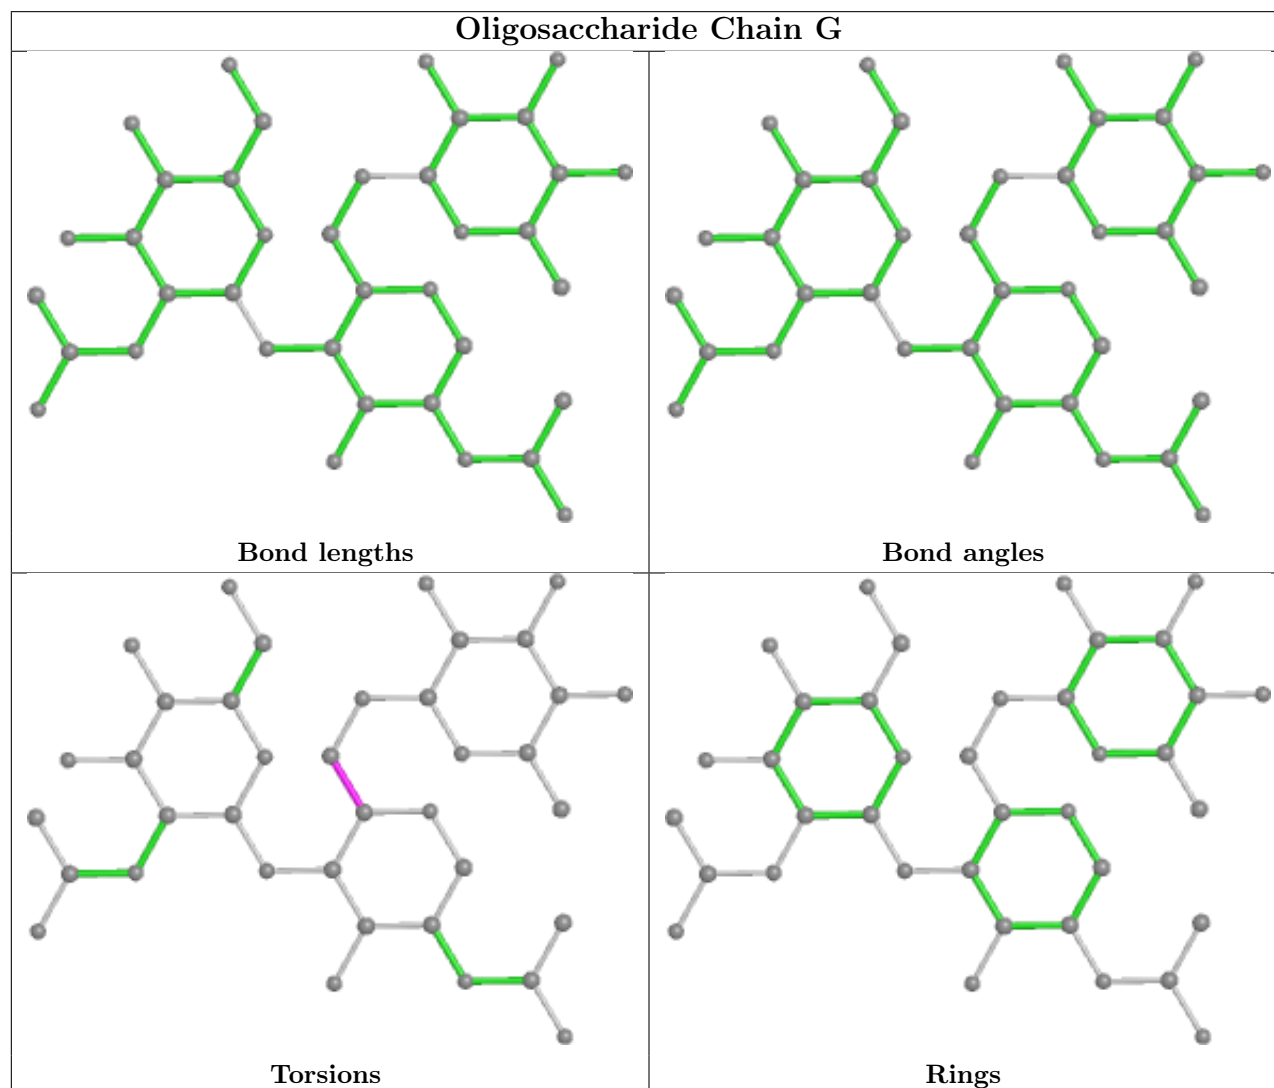 Oligosaccharide Chain G
Bond lengths
Bond angles
Torsions
Rings